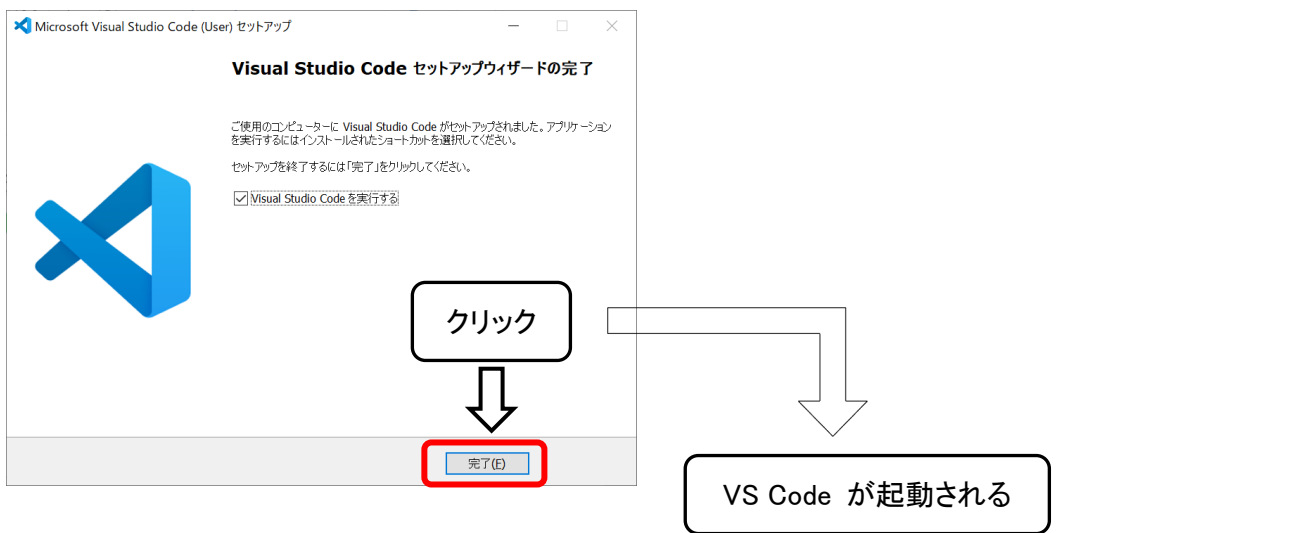 Microsoft Visual Studio Code (User) セットアップ
Visual Studio Code セットアップウィザードの完了
ご使用のコンピューターに Visual Studio Code がセットアップされました。アプリケーション
を実行するにはインストールされたショートカットを選択してください。
セットアップを終了するには「完了」をクリックしてください。
Visual Studio Code を実行する
クリック
完了(F)
VS Code が起動される